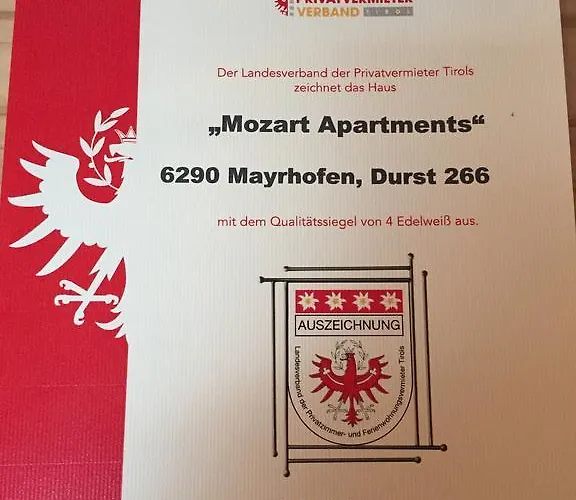 PRIVATVERMIETER
VERBAND TIROL
Der Landesverband der Privatvermieter Tirols
zeichnet das Haus
„Mozart Apartments“
6290 Mayrhofen, Durst 266
mit dem Qualitätssiegel von 4 Edelweiß aus.
AUSZEICHNUNG
Landesverband der Privatzimmer- und Ferienwohnungsvermieter Tirols